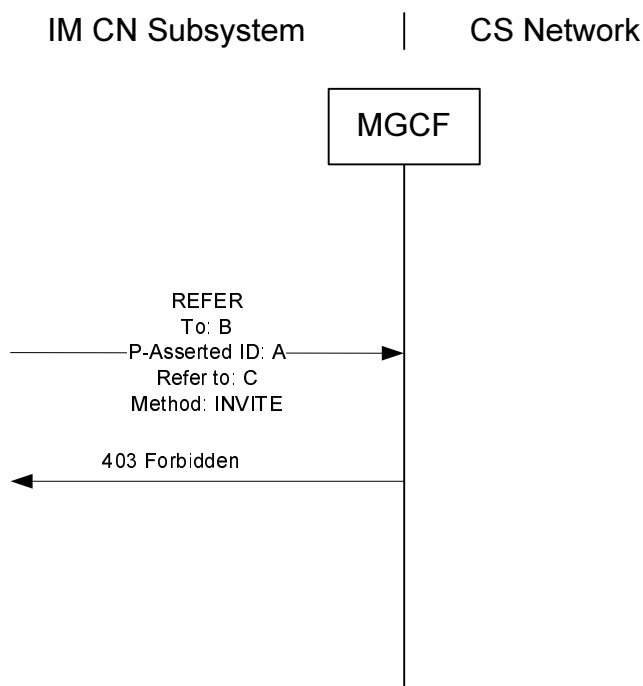 IM CN Subsystem | CS Network
MGCF
REFER
To: B
P-Asserted ID: A
Refer to: C
Method: INVITE
403 Forbidden